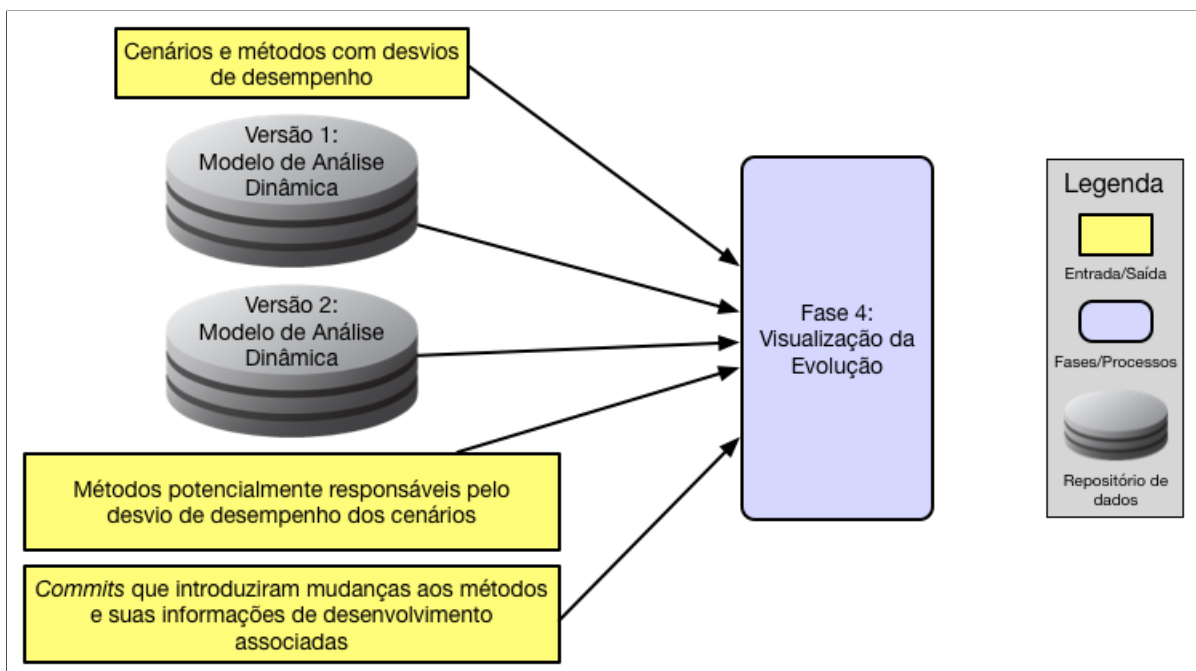 Cenários e métodos com desvios
de desempenho
Versão 1:
Modelo de Análise
Dinâmica
Versão 2:
Modelo de Análise
Dinâmica
Métodos potencialmente responsáveis pelo
desvio de desempenho dos cenários
Commits que introduziram mudanças aos métodos
e suas informações de desenvolvimento
associadas
Fase 4:
Visualização da
Evolução
Legenda
Entrada/Saída
Fases/Processos
Repositório de
dados